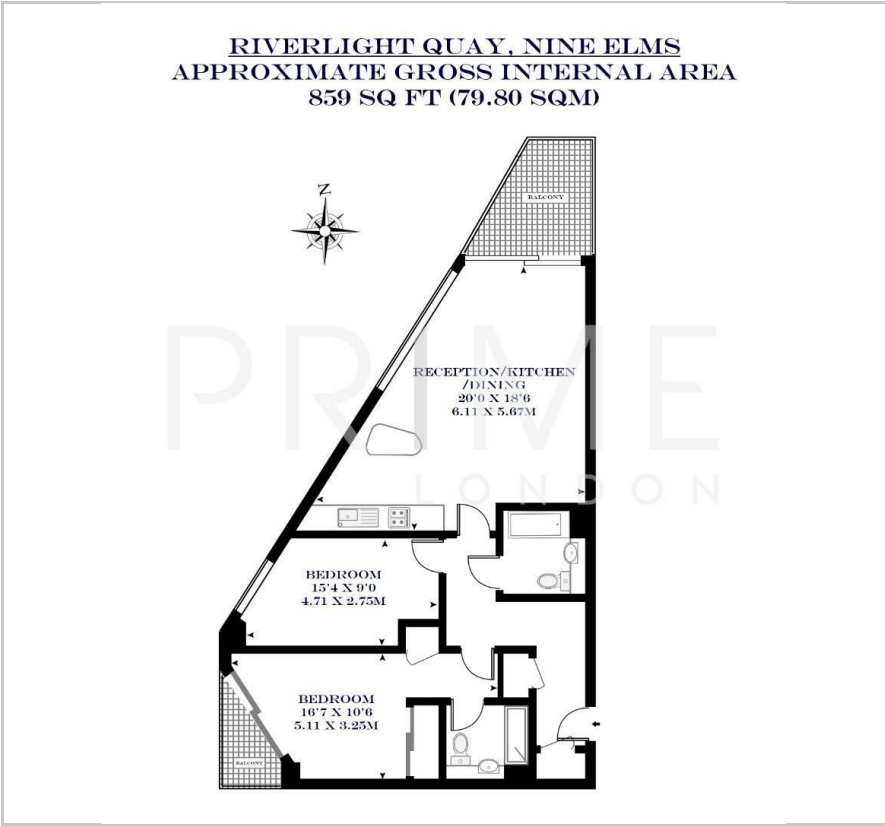 RIVERLIGHT QUAY, NINE ELMS
APPROXIMATE GROSS INTERNAL AREA
859 SQ FT (79.80 SQM)
N
BALCONY
PRIME
LONDON
RECEPTION/KITCHEN
/DINING
20'0 X 18'6
6.11 X 5.67M
BEDROOM
15'4 X 9'0
4.71 X 2.75M
BEDROOM
16'7 X 10'6
5.11 X 3.25M
BALCONY